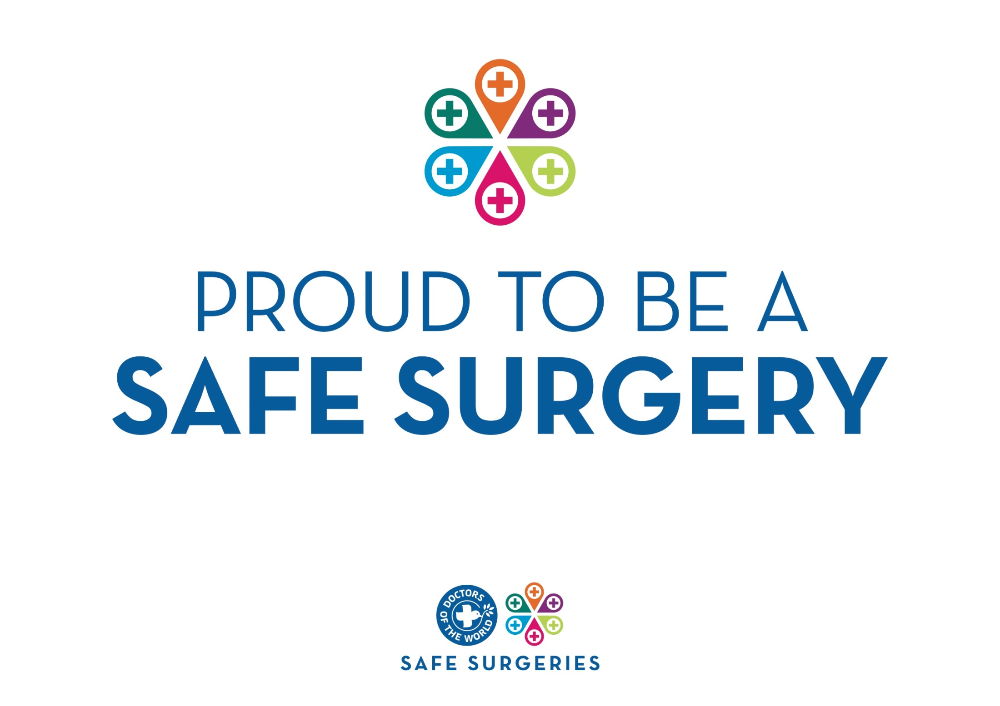 PROUD TO BE A
SAFE SURGERY
DOCTORS
OF THE WORLD
SAFE SURGERIES